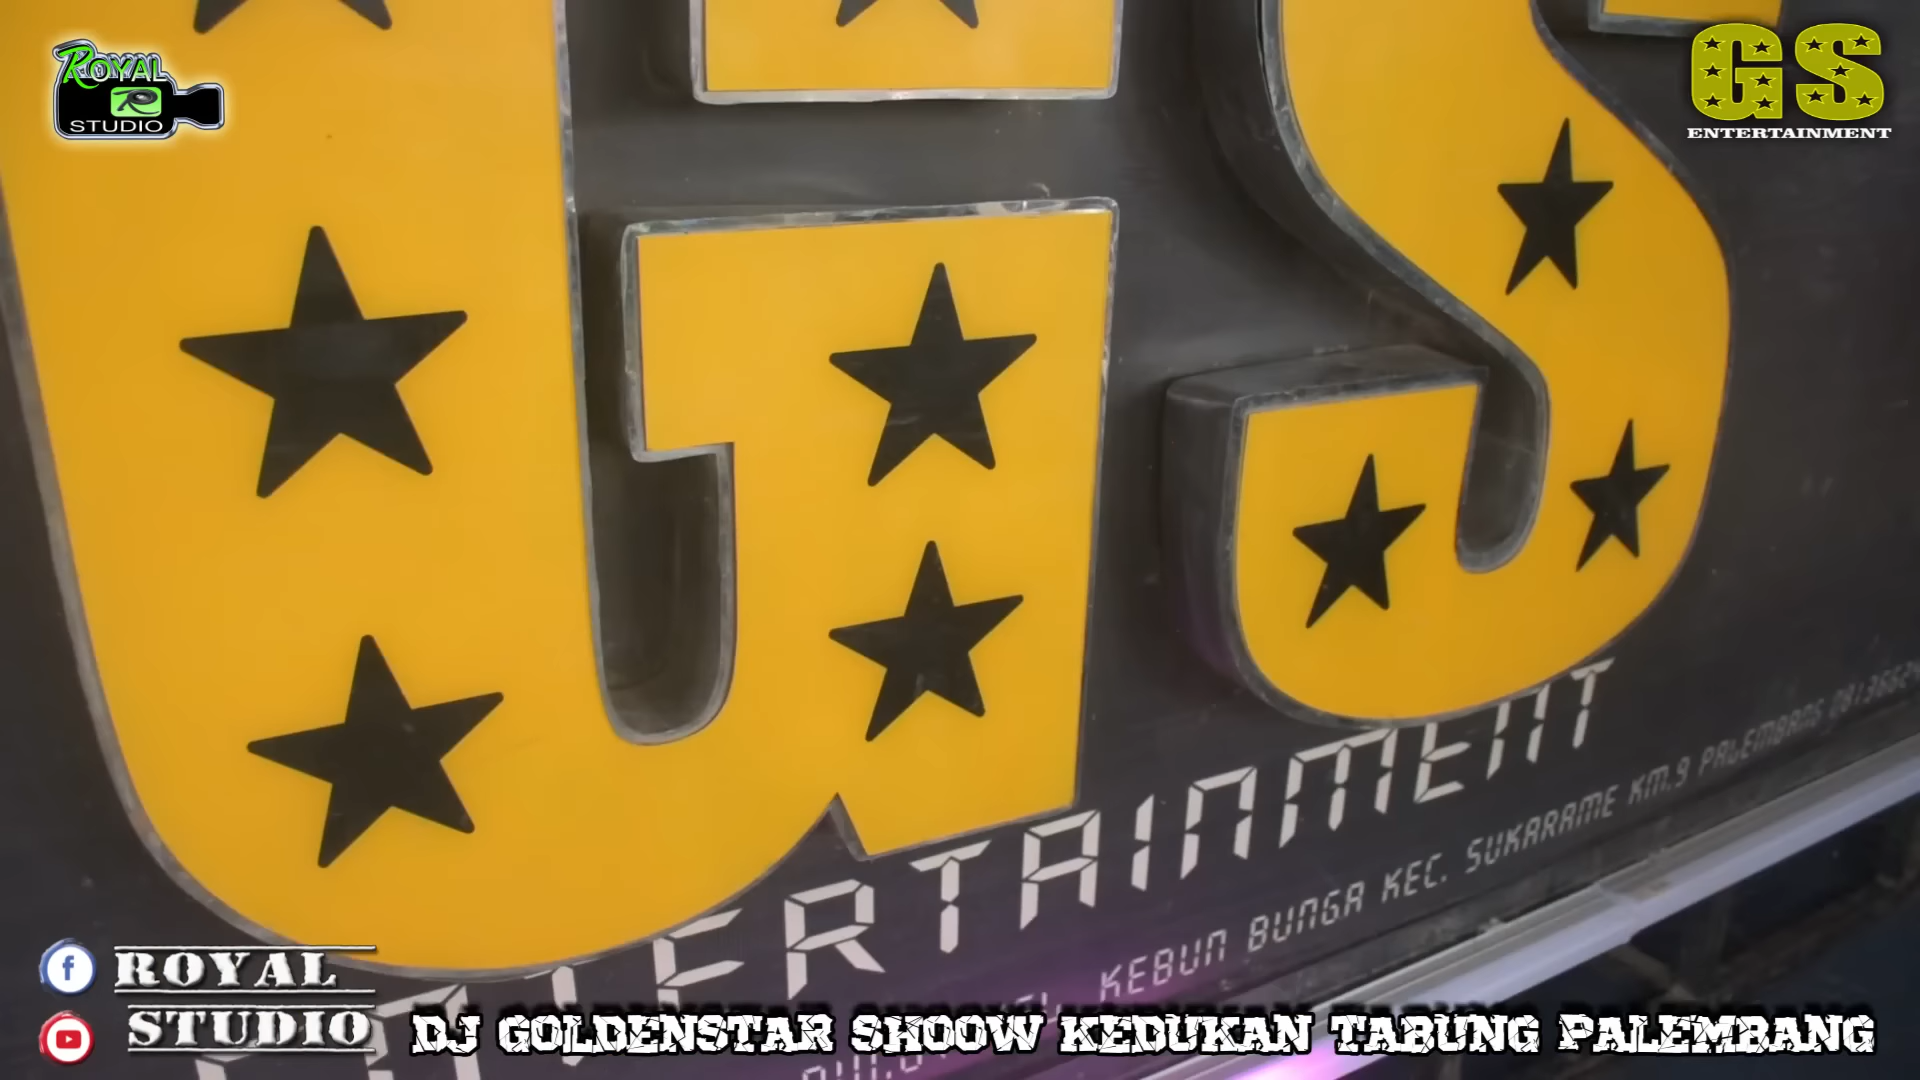 ROYAL
R
STUDIO
GS
ENTERTAINMENT
GS
ENTERTAINMENT
KEBUN BUNGA KEC. SUKARAME KM.9 PALEMBANG
ROYAL
STUDIO
DJ GOLDENSTAR SHOOW KEDUKAN TABUNG PALEMBANG